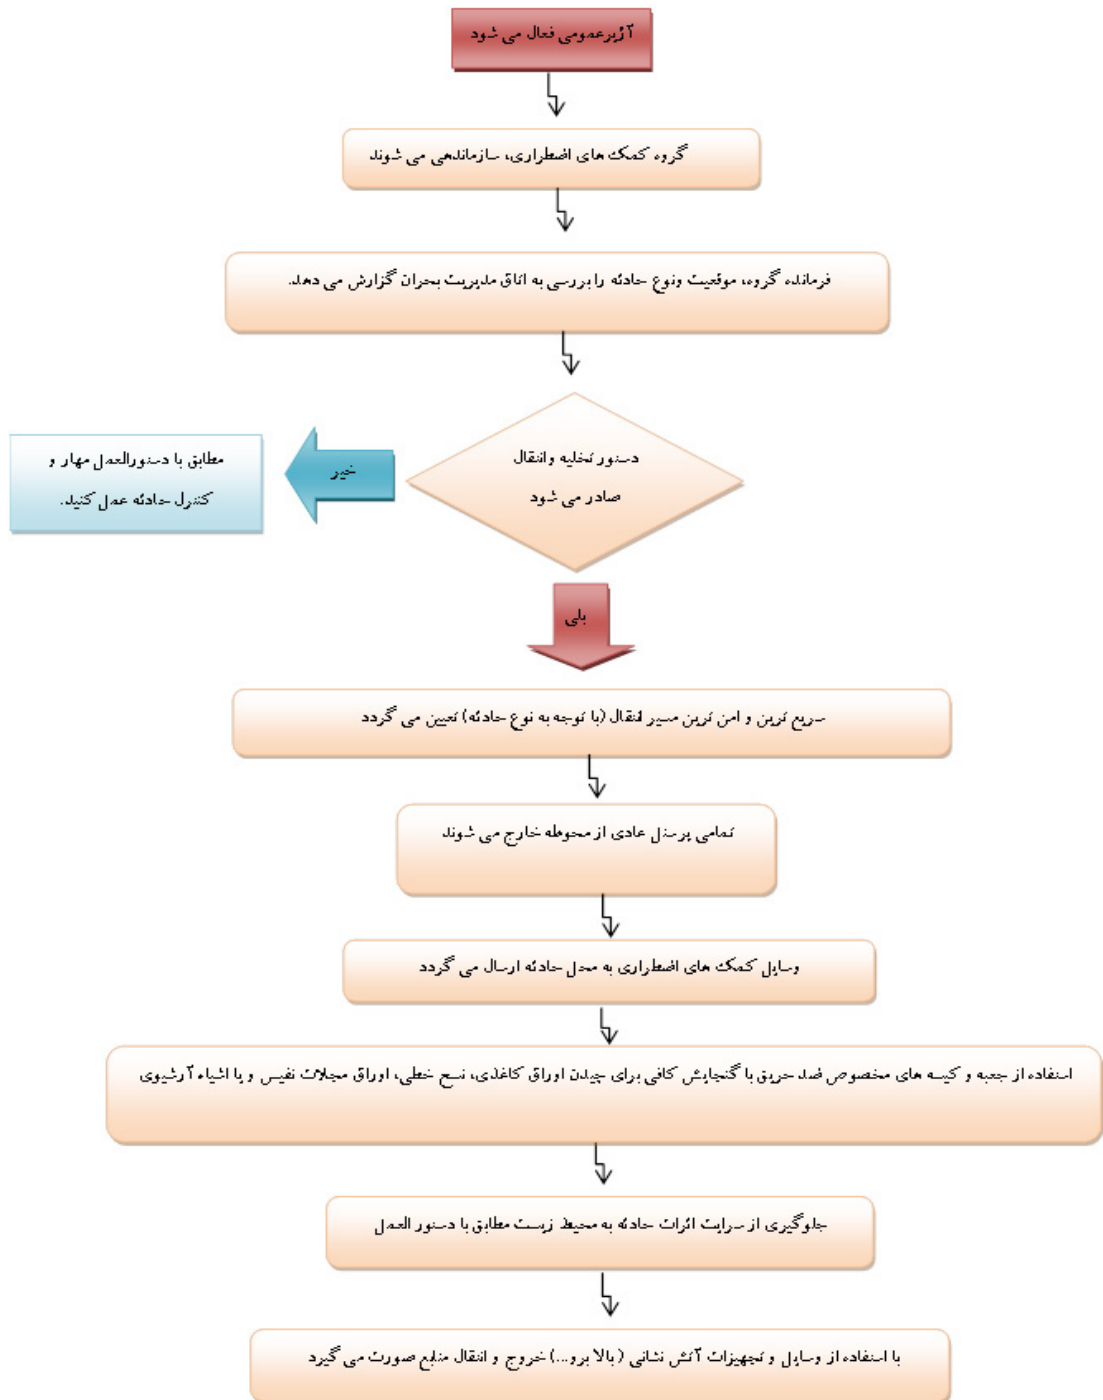 آژیرعمومی فعال می شود
گروه کمک های اضطراری، سازماندهی می شوند
فرمانده گروه، موقعیت ونوع حادثه را بررسی به اتاق مدیریت بحران گزارش می دهد.
دستور تخلیه وانتقال
صادر می شود
خیر
مطابق با دستورالعمل مهار و
کنترل حادثه عمل کنید.
بلی
سریع ترین و امن ترین مسیر انتقال (با توجه به نوع حادثه) تعیین می گردد
تمامی پرسنل عادی از محوطه خارج می شوند
وسایل کمک های اضطراری به محل حادثه ارسال می گردد
استفاده از جعبه و کیسه های مخصوص ضد حریق با گنجایش کافی برای چیدن اوراق کاغذی، نسخ خطی، اوراق مجلات نفیس و یا اشیاء آرشیوی
جلوگیری از سرایت اثرات حادثه به محیط زیست مطابق با دستور العمل
با استفاده از وسایل و تجهیزات آتش نشانی ( بالا برو...) خروج و انتقال منابع صورت می گیرد